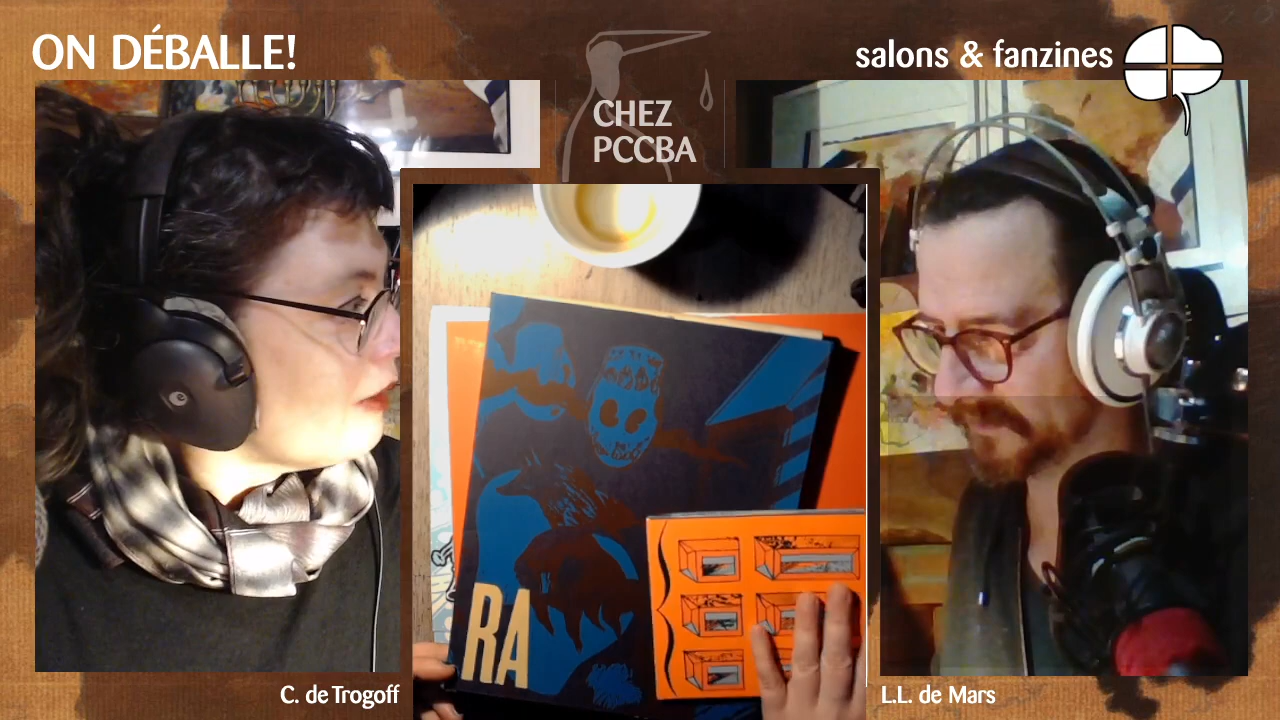 ON DÉBALLE!
salons & fanzines
CHEZ
PCCBA
RA
C. de Trogoff
L.L. de Mars